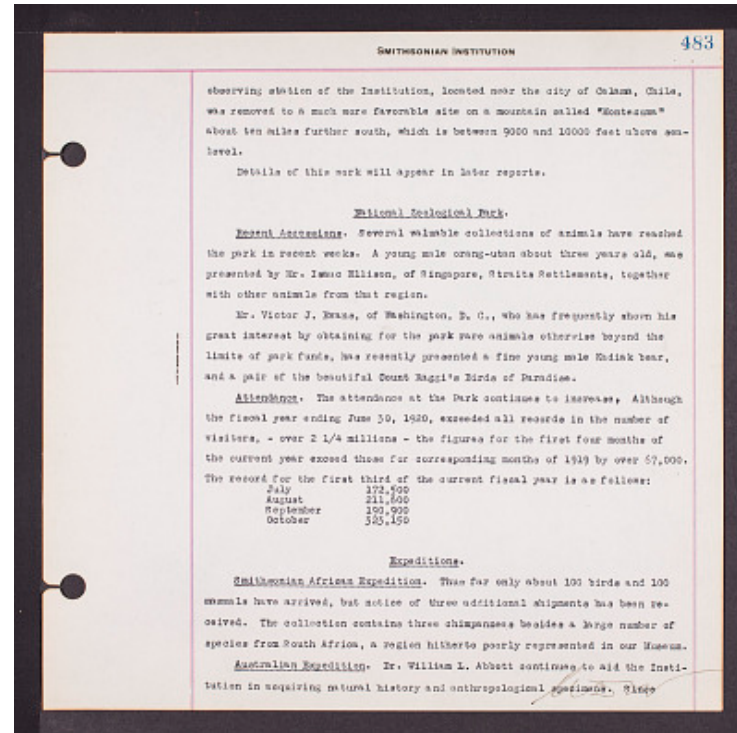 SMITHSONIAN INSTITUTION
483
observing station of the Institution, located near the city of Calama, Chile,
was removed to a much more favorable site on a mountain called "Montezuma"
about ten miles further south, which is between 9000 and 10000 feet above sea-
level.
Details of this work will appear in later reports.
National Zoological Park.
Recent Accessions. Several valuable collections of animals have reached
the park in recent weeks. A young male orang-utan about three years old, was
presented by Mr. Isaac Ellison, of Singapore, Straits Settlements, together
with other animals from that region.
Mr. Victor J. Evans, of Washington, D. C., who has frequently shown his
great interest by obtaining for the park rare animals otherwise beyond the
limits of park funds, has recently presented a fine young male Kadiak bear,
and a pair of the beautiful Count Raggi's Birds of Paradise.
Attendance. The attendance at the Park continues to increase. Although
the fiscal year ending June 30, 1920, exceeded all records in the number of
visitors, - over 2 1/4 millions - the figures for the first four months of
the current year exceed those for corresponding months of 1919 by over 67,000.
The record for the first third of the current fiscal year is as follows:
July 172,500
August 211,600
September 190,900
October 323,150
Expeditions.
Smithsonian African Expedition. Thus far only about 100 birds and 100
mammals have arrived, but notice of three additional shipments has been re-
ceived. The collection contains three chimpanzees besides a large number of
species from South Africa, a region hitherto poorly represented in our Museum.
Australian Expedition. Dr. William L. Abbott continues to aid the Insti-
tution in acquiring natural history and anthropological specimens. Since